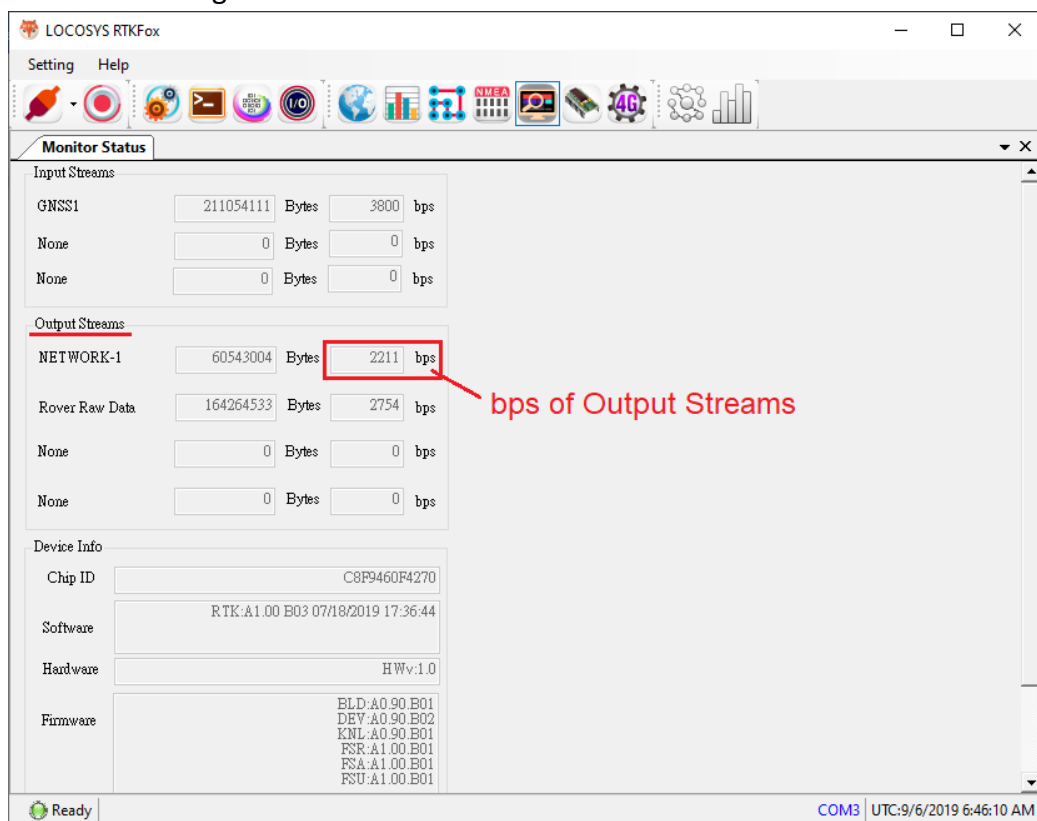 LOCOSYS RTKFox
Setting Help
NMEA
4G
Monitor Status
Input Streams
GNSS1 211054111 Bytes 3800 bps
None 0 Bytes 0 bps
None 0 Bytes 0 bps
Output Streams
NETWORK-1 60543004 Bytes 2211 bps
bps of Output Streams
Rover Raw Data 164264533 Bytes 2754 bps
None 0 Bytes 0 bps
None 0 Bytes 0 bps
Device Info
Chip ID C8F9460F4270
Software RTK:A1.00 B03 07/18/2019 17:36:44
Hardware HWv:1.0
Firmware BLD:A0.90.B01
DEV:A0.90.B02
KNL:A0.90.B01
FSR:A1.00.B01
FSA:A1.00.B01
FSU:A1.00.B01
Ready COM3 UTC:9/6/2019 6:46:10 AM